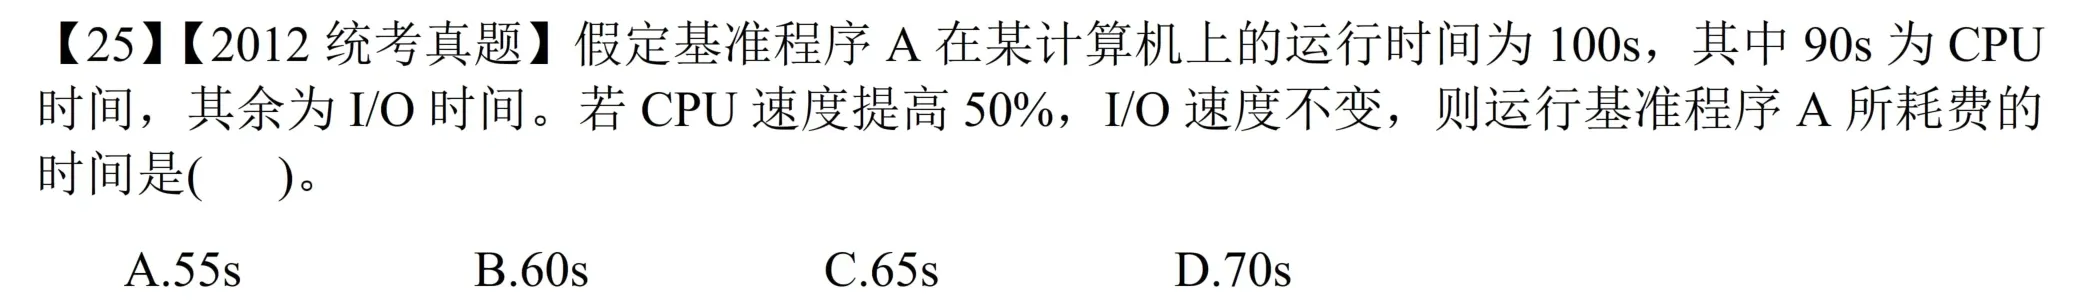 【25】【2012 统考真题】假定基准程序 A 在某计算机上的运行时间为 100s，其中 90s 为 CPU
时间，其余为 I/O 时间。若 CPU 速度提高 50%，I/O 速度不变，则运行基准程序 A 所耗费的
时间是(    )。
A.55s B.60s C.65s D.70s